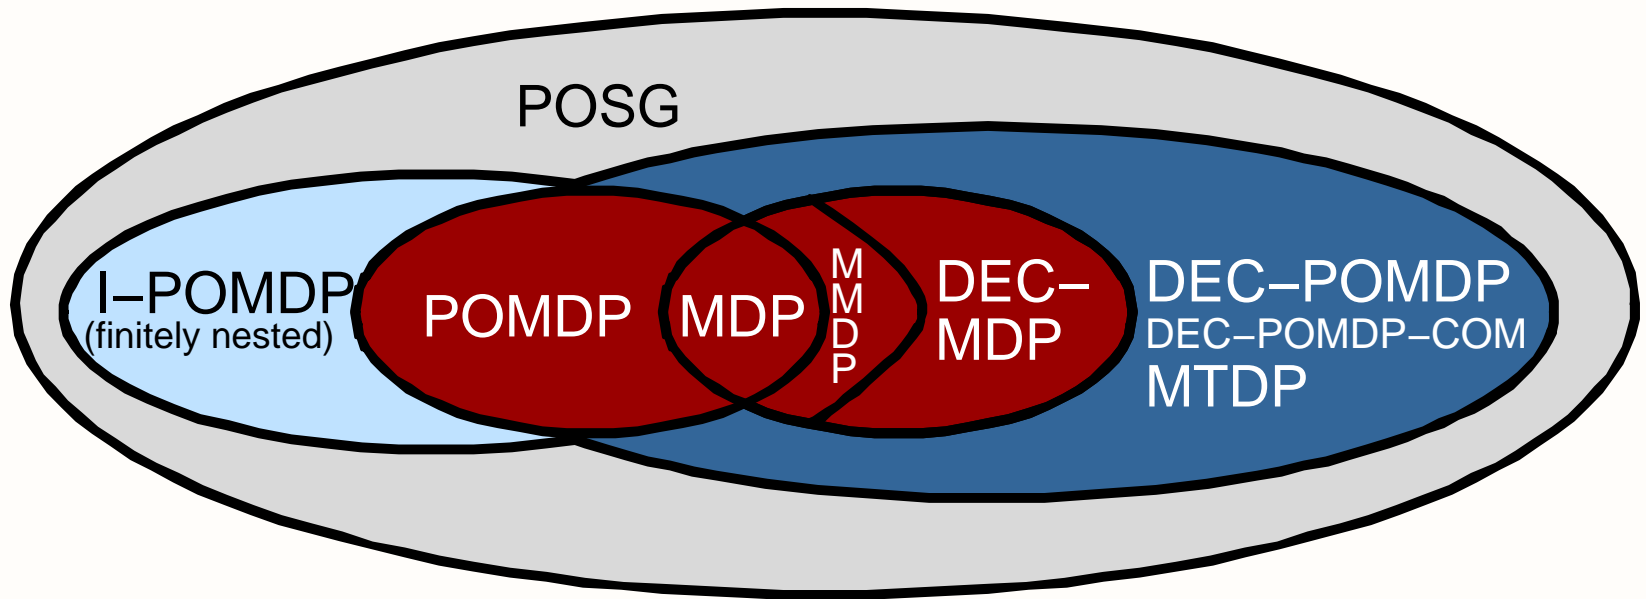 POSG
I–POMDP
(finitely nested)
POMDP
MDP
M
M
D
P
DEC–
MDP
DEC–POMDP
DEC–POMDP–COM
MTDP